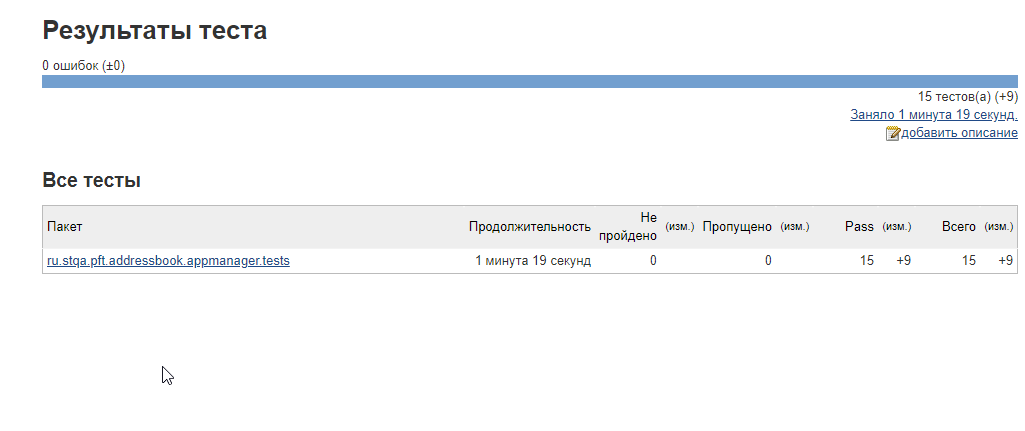 Результаты теста
0 ошибок (±0)
15 тестов(а) (+9)
Заняло 1 минута 19 секунд.
добавить описание
Все тесты
Пакет Продолжительность Не пройдено (изм.) Пропущено (изм.) Pass (изм.) Всего (изм.)
ru.stqa.pft.addressbook.appmanager.tests 1 минута 19 секунд 0 0 15 +9 15 +9